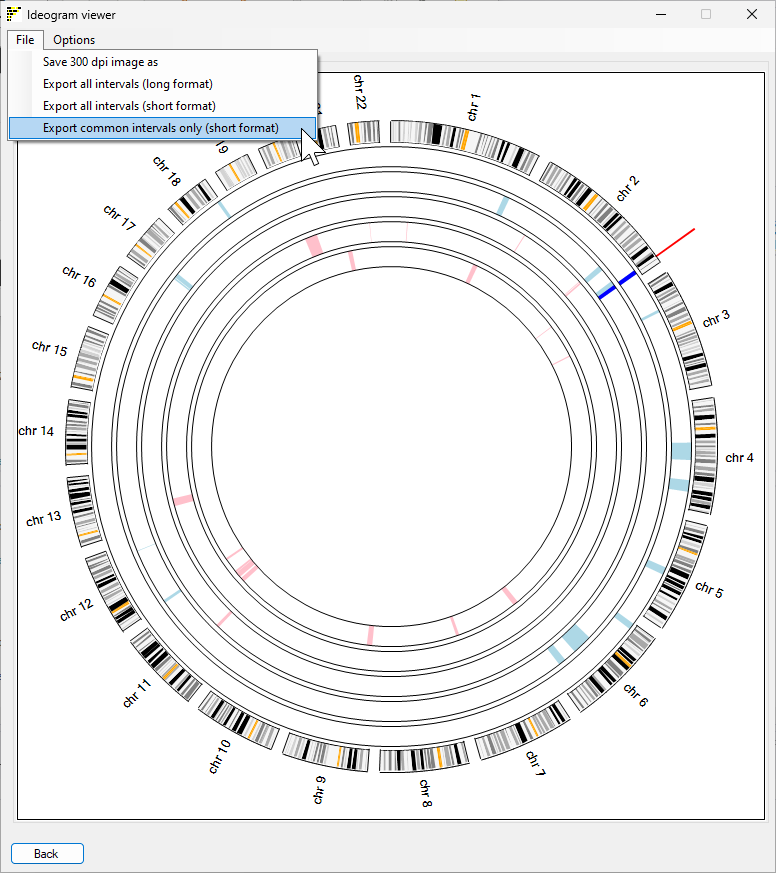 Ideogram viewer
File Options
Save 300 dpi image as
Export all intervals (long format)
Export all intervals (short format)
Export common intervals only (short format)
chr 1
chr 2
chr 3
chr 4
chr 5
chr 6
chr 7
chr 8
chr 9
chr 10
chr 11
chr 12
chr 13
chr 14
chr 15
chr 16
chr 17
chr 18
19
21
chr 22
Back